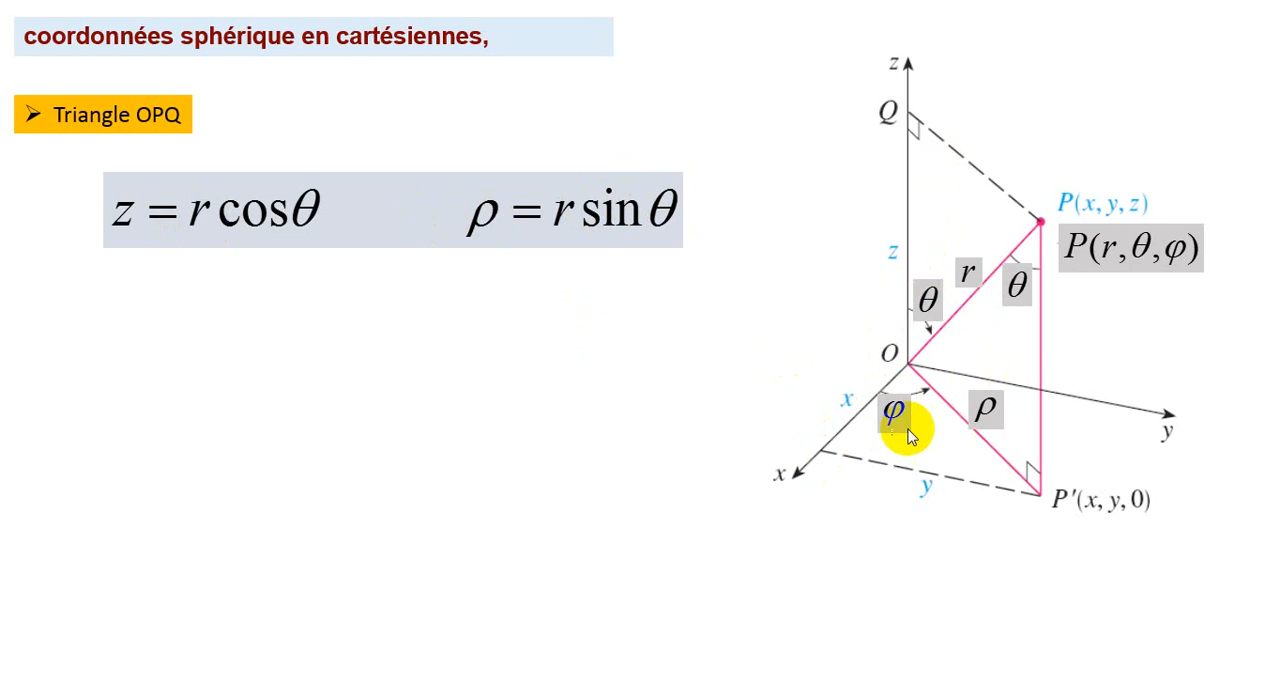 coordonnées sphérique en cartésiennes,
➢ Triangle OPQ
z = r cosθ ρ = r sinθ
z
Q
P(x, y, z)
P(r,θ,φ)
z
r
θ
θ
O
x
φ
ρ
y
x
y
P′(x, y, 0)